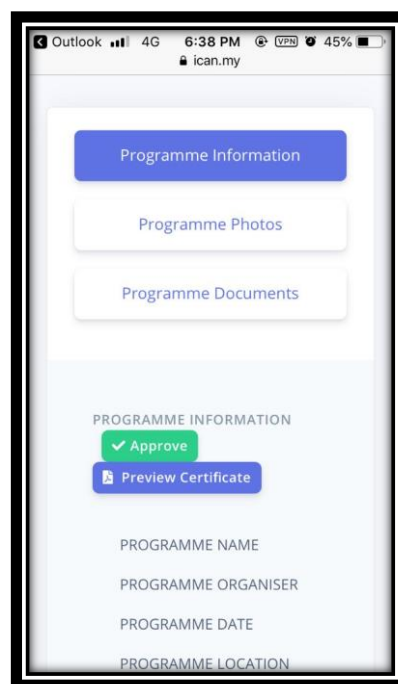 Outlook 4G 6:38 PM VPN 45%
ican.my
Programme Information
Programme Photos
Programme Documents
PROGRAMME INFORMATION
Approve
Preview Certificate
PROGRAMME NAME
PROGRAMME ORGANISER
PROGRAMME DATE
PROGRAMME LOCATION